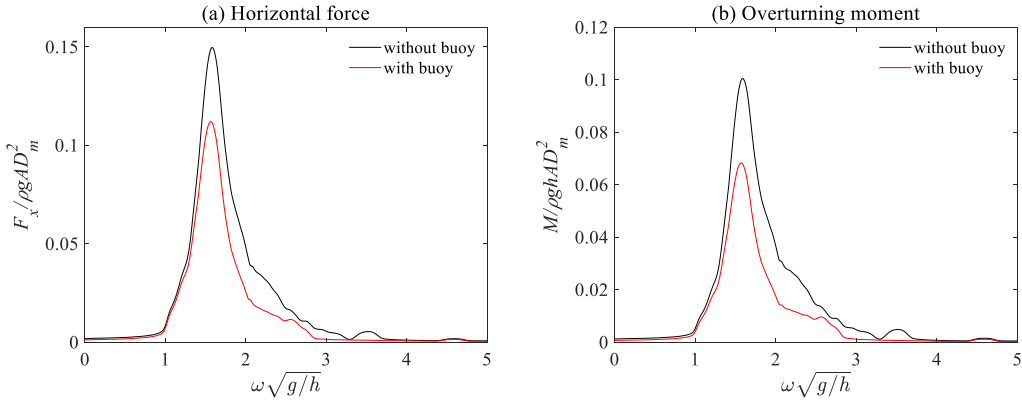 (a) Horizontal force
without buoy
with buoy
0.15
0.1
0.05
0
F_x/ρgAD_m^2
0 1 2 3 4 5
ω√g/h
(b) Overturning moment
without buoy
with buoy
0.12
0.1
0.08
0.06
0.04
0.02
0
M/ρghAD_m^2
0 1 2 3 4 5
ω√g/h